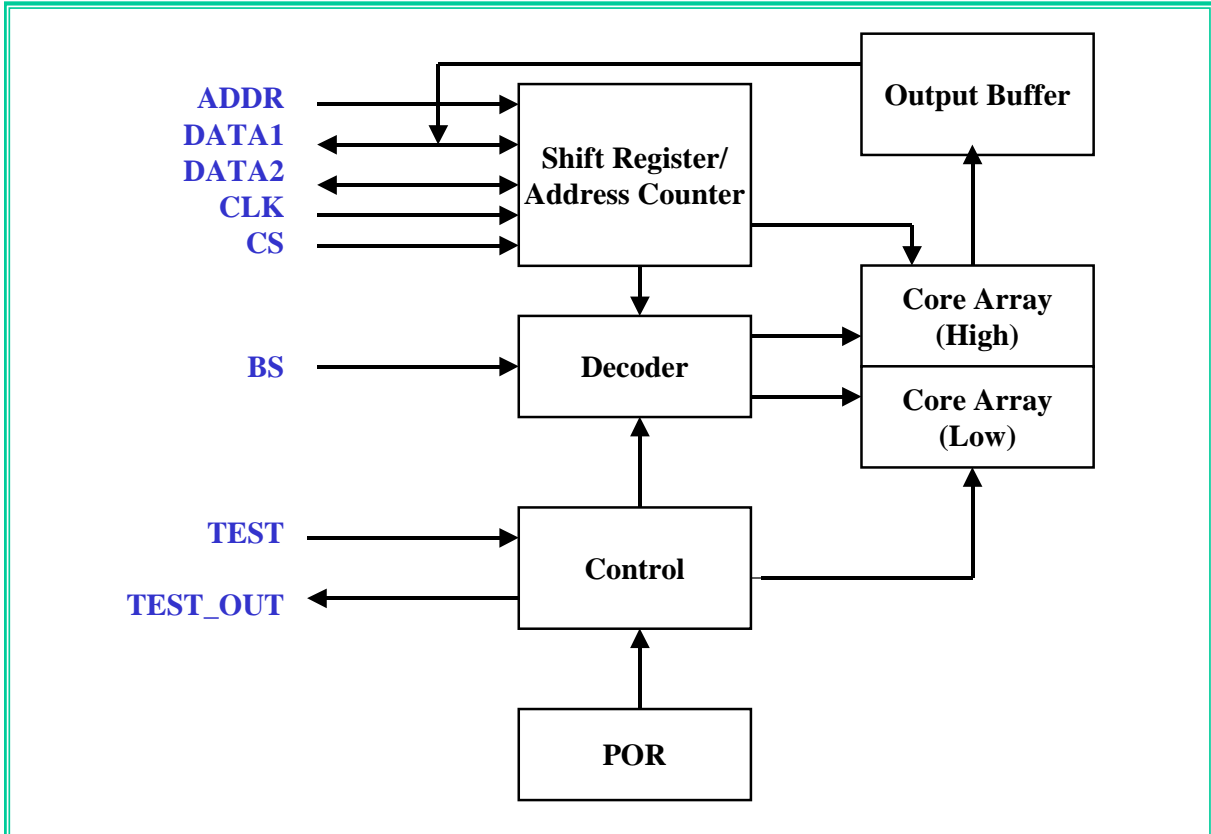 Output Buffer
ADDR
DATA1
DATA2
CLK
CS
Shift Register/
Address Counter
Core Array
(High)
BS
Decoder
Core Array
(Low)
TEST
Control
TEST_OUT
POR